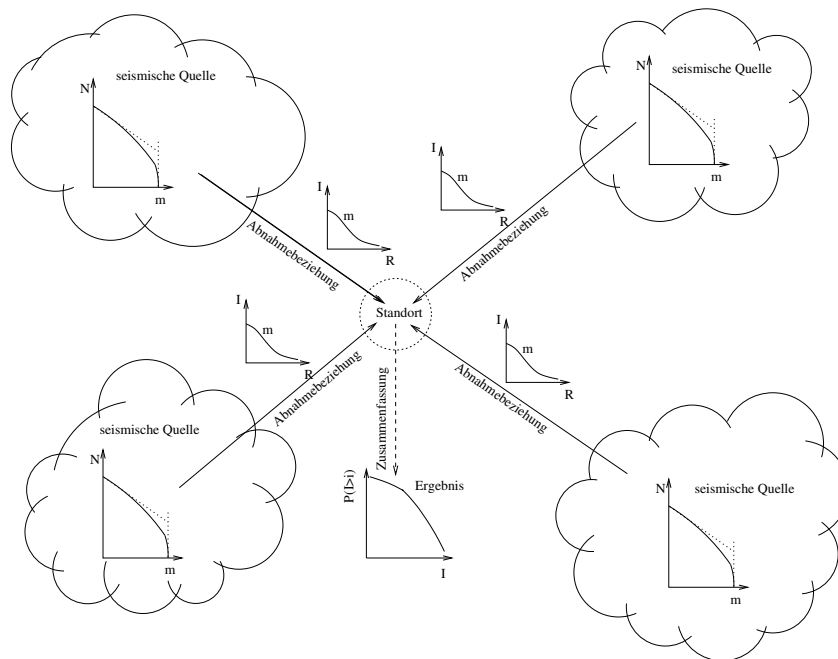 seismische Quelle
N
m
seismische Quelle
N
m
I
m
R
Abnahmebeziehung
I
m
R
Abnahmebeziehung
Standort
I
m
R
Abnahmebeziehung
I
m
R
Abnahmebeziehung
Zusammenfassung
seismische Quelle
N
m
P(I>i)
Ergebnis
I
seismische Quelle
N
m